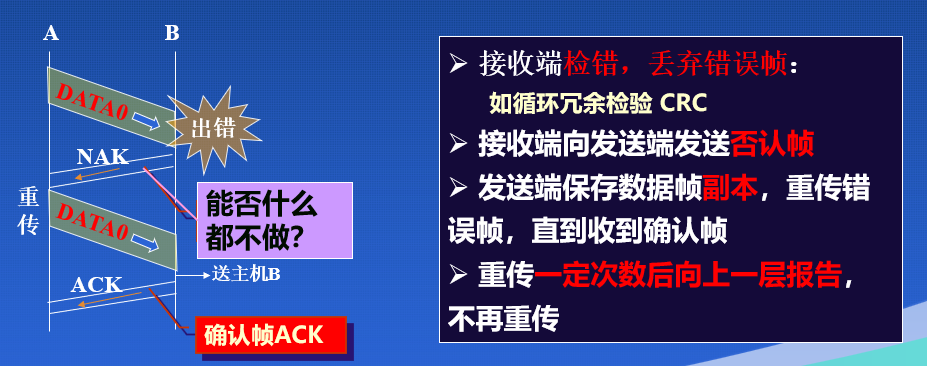 A
B
DATA0
出错
NAK
重传
能否什么
都不做?
DATA0
送主机B
ACK
确认帧ACK
➢ 接收端检错，丢弃错误帧：
如循环冗余检验 CRC
➢ 接收端向发送端发送否认帧
➢ 发送端保存数据帧副本，重传错
误帧，直到收到确认帧
➢ 重传一定次数后向上一层报告，
不再重传